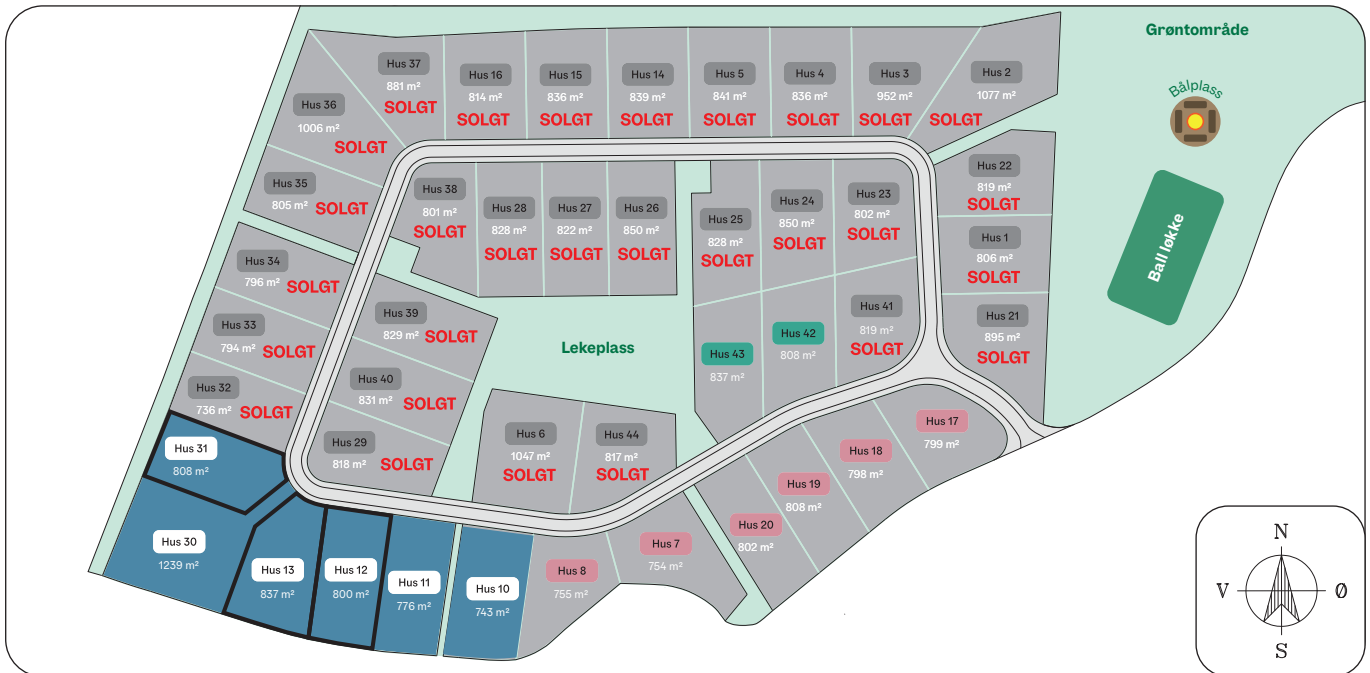 Grøntområde
Bålplass
Ball løkke
Hus 37
881 m²
SOLGT
Hus 16
814 m²
SOLGT
Hus 15
836 m²
SOLGT
Hus 14
839 m²
SOLGT
Hus 5
841 m²
SOLGT
Hus 4
836 m²
SOLGT
Hus 3
952 m²
SOLGT
Hus 2
1077 m²
SOLGT
Hus 36
1006 m²
SOLGT
Hus 35
805 m²
SOLGT
Hus 38
801 m²
SOLGT
Hus 28
828 m²
SOLGT
Hus 27
822 m²
SOLGT
Hus 26
850 m²
SOLGT
Hus 25
828 m²
SOLGT
Hus 24
850 m²
SOLGT
Hus 23
802 m²
SOLGT
Hus 22
819 m²
SOLGT
Hus 1
806 m²
SOLGT
Hus 21
895 m²
SOLGT
Hus 34
796 m²
SOLGT
Hus 33
794 m²
SOLGT
Hus 32
736 m²
SOLGT
Hus 39
829 m²
SOLGT
Hus 40
831 m²
SOLGT
Hus 29
818 m²
SOLGT
Lekeplass
Hus 43
837 m²
Hus 42
808 m²
Hus 41
819 m²
SOLGT
Hus 6
1047 m²
SOLGT
Hus 44
817 m²
SOLGT
Hus 17
799 m²
Hus 18
798 m²
Hus 19
808 m²
Hus 20
802 m²
Hus 31
808 m²
Hus 30
1239 m²
Hus 13
837 m²
Hus 12
800 m²
Hus 11
776 m²
Hus 10
743 m²
Hus 8
755 m²
Hus 7
754 m²
N
V
Ø
S